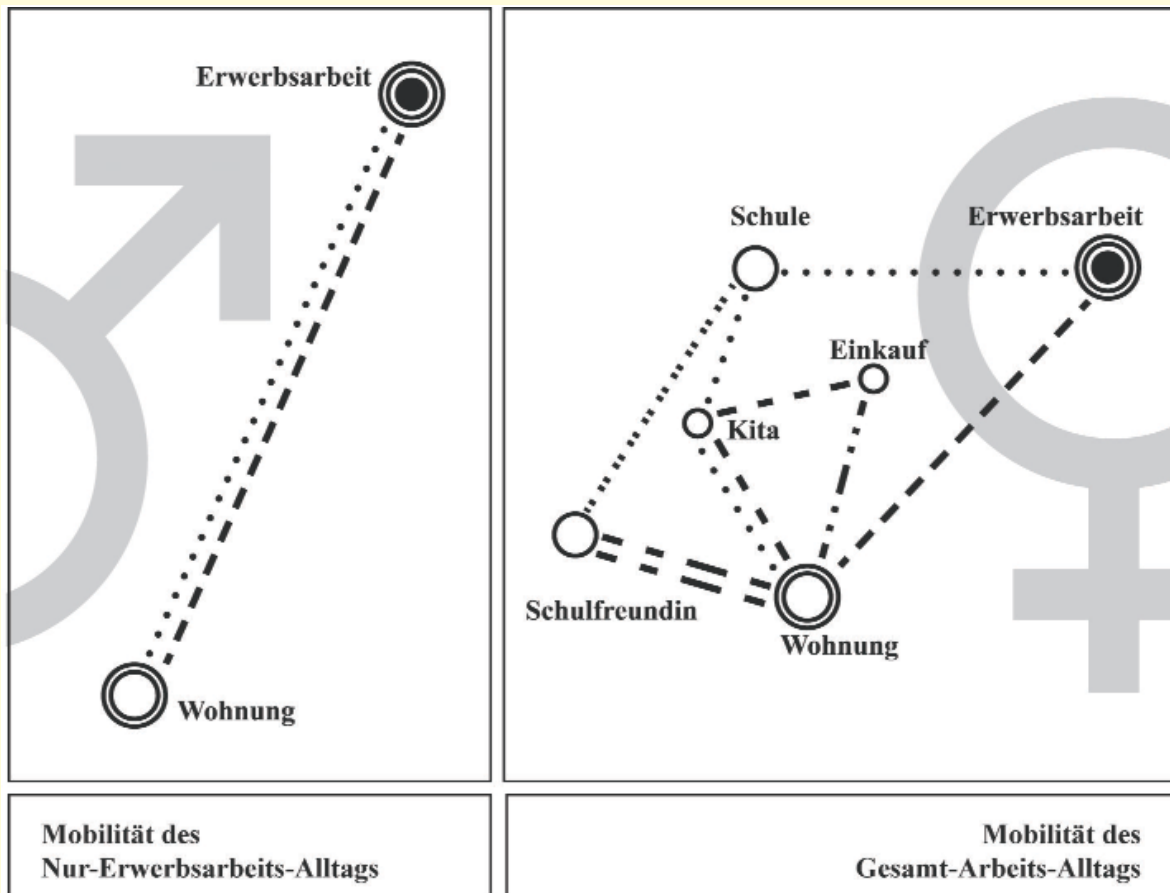 Erwerbsarbeit
Wohnung
Schule
Erwerbsarbeit
Einkauf
Kita
Schulfreundin
Wohnung
Mobilität des
Nur-Erwerbsarbeits-Alltags
Mobilität des
Gesamt-Arbeits-Alltags